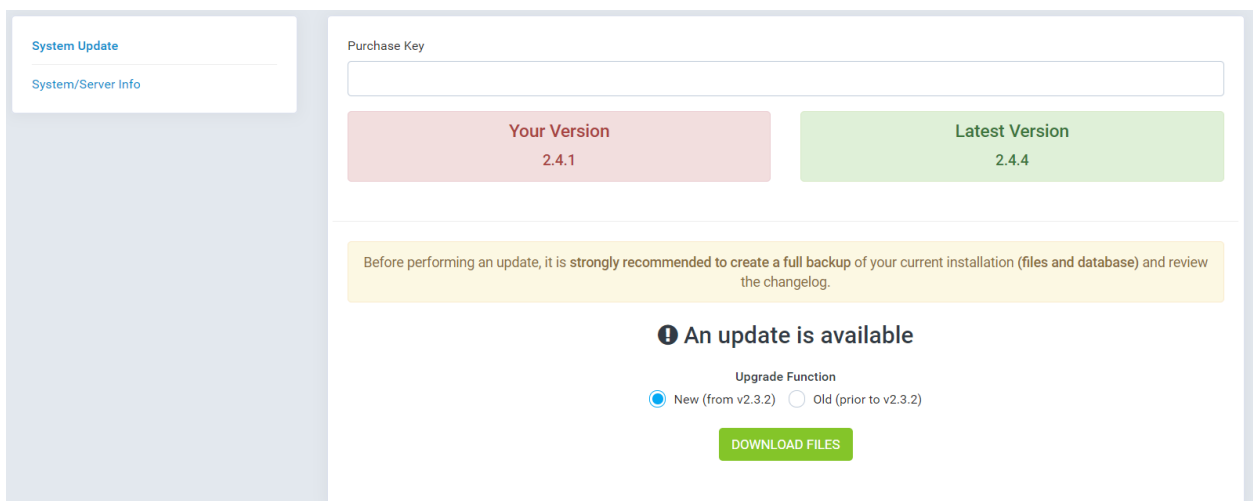 System Update
System/Server Info
Purchase Key
Your Version
2.4.1
Latest Version
2.4.4
Before performing an update, it is strongly recommended to create a full backup of your current installation (files and database) and review
the changelog.
An update is available
Upgrade Function
New (from v2.3.2) Old (prior to v2.3.2)
DOWNLOAD FILES